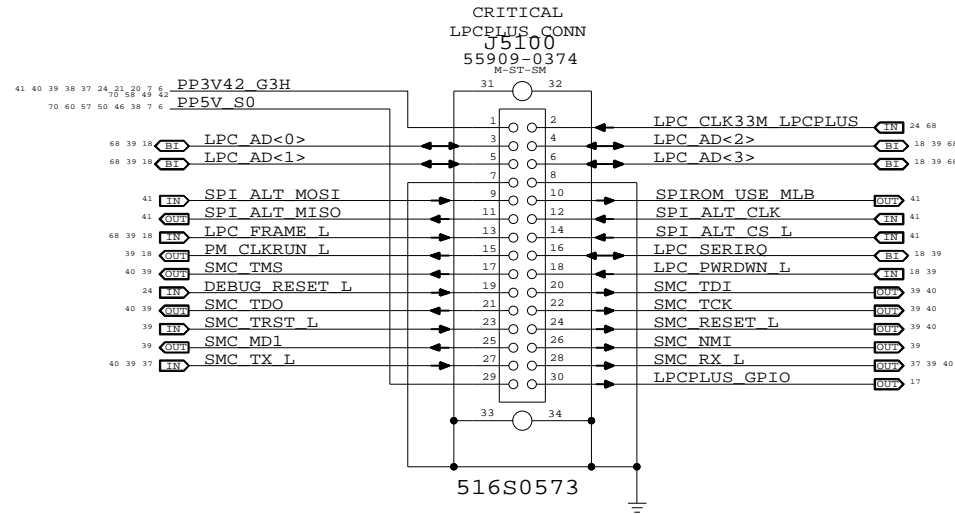 CRITICAL
LPCPLUS_CONN
J5100
55909-0374
M-ST-SM
31 32
41 40 39 38 37 24 21 20 7 6 PP3V42_G3H
70 58 49 42
70 60 57 50 46 38 7 6 PP5V_S0
1 2 LPC_CLK33M_LPCPLUS IN 24 68
68 39 18 BI LPC_AD<0> 3 4 LPC_AD<2> BI 18 39 68
68 39 18 BI LPC_AD<1> 5 6 LPC_AD<3> BI 18 39 68
7 8
41 IN SPI_ALT_MOSI 9 10 SPIROM_USE_MLB OUT 41
41 OUT SPI_ALT_MISO 11 12 SPI_ALT_CLK IN 41
68 39 18 IN LPC_FRAME_L 13 14 SPI_ALT_CS_L IN 41
39 18 OUT PM_CLKRUN_L 15 16 LPC_SERIRQ BI 18 39
40 39 OUT SMC_TMS 17 18 LPC_PWRDWN_L IN 18 39
24 IN DEBUG_RESET_L 19 20 SMC_TDI OUT 39 40
40 39 OUT SMC_TDO 21 22 SMC_TCK OUT 39 40
39 IN SMC_TRST_L 23 24 SMC_RESET_L OUT 39 40
39 OUT SMC_MD1 25 26 SMC_NMI OUT 39
40 39 37 IN SMC_TX_L 27 28 SMC_RX_L OUT 37 39 40
29 30 LPCPLUS_GPIO OUT 17
33 34
516S0573